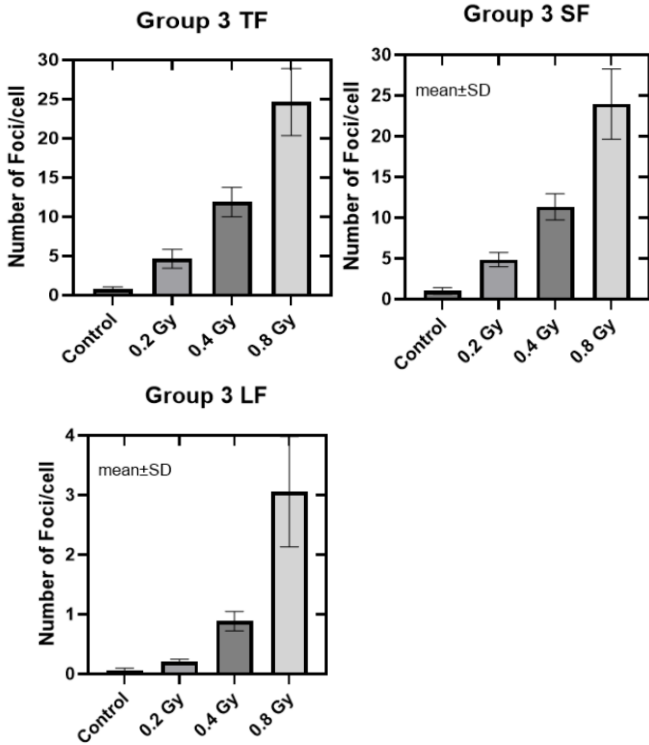 Group 3 TF
Number of Foci/cell
30
25
20
15
10
5
0
Control
0.2 Gy
0.4 Gy
0.8 Gy
Group 3 SF
mean±SD
Number of Foci/cell
30
25
20
15
10
5
0
Control
0.2 Gy
0.4 Gy
0.8 Gy
Group 3 LF
mean±SD
Number of Foci/cell
4
3
2
1
0
Control
0.2 Gy
0.4 Gy
0.8 Gy